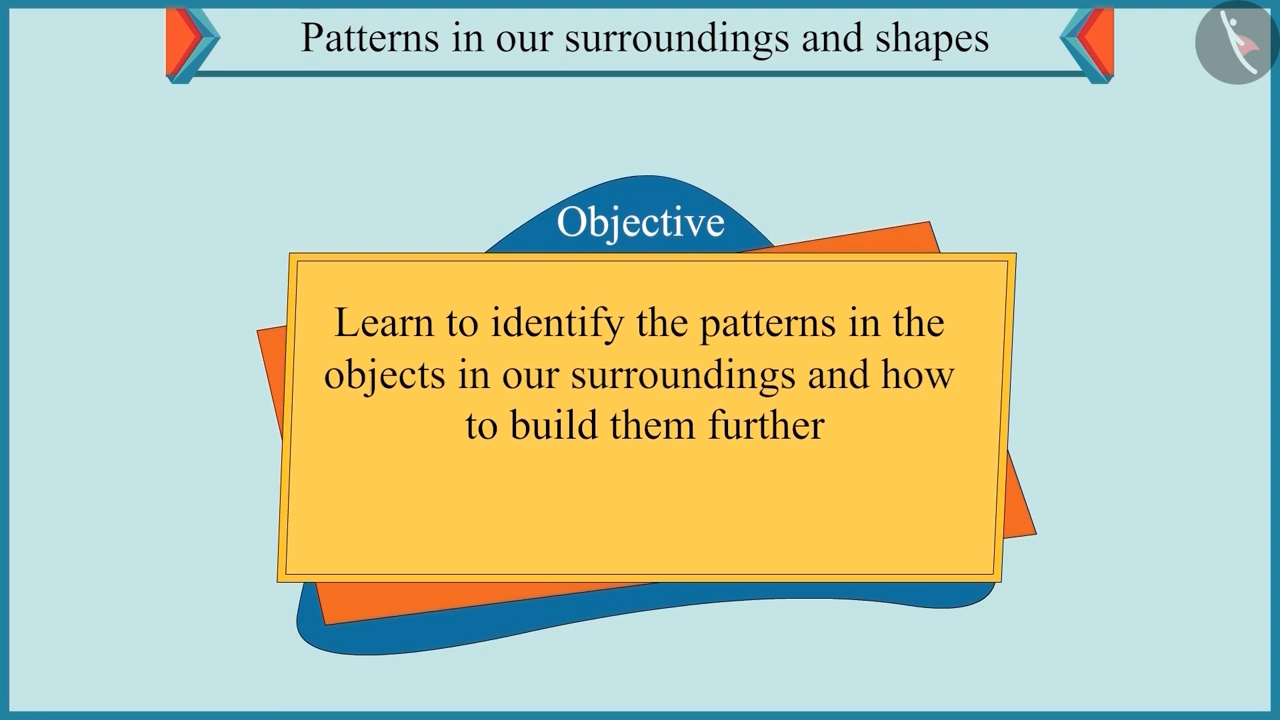 Patterns in our surroundings and shapes
Objective
Learn to identify the patterns in the
objects in our surroundings and how
to build them further